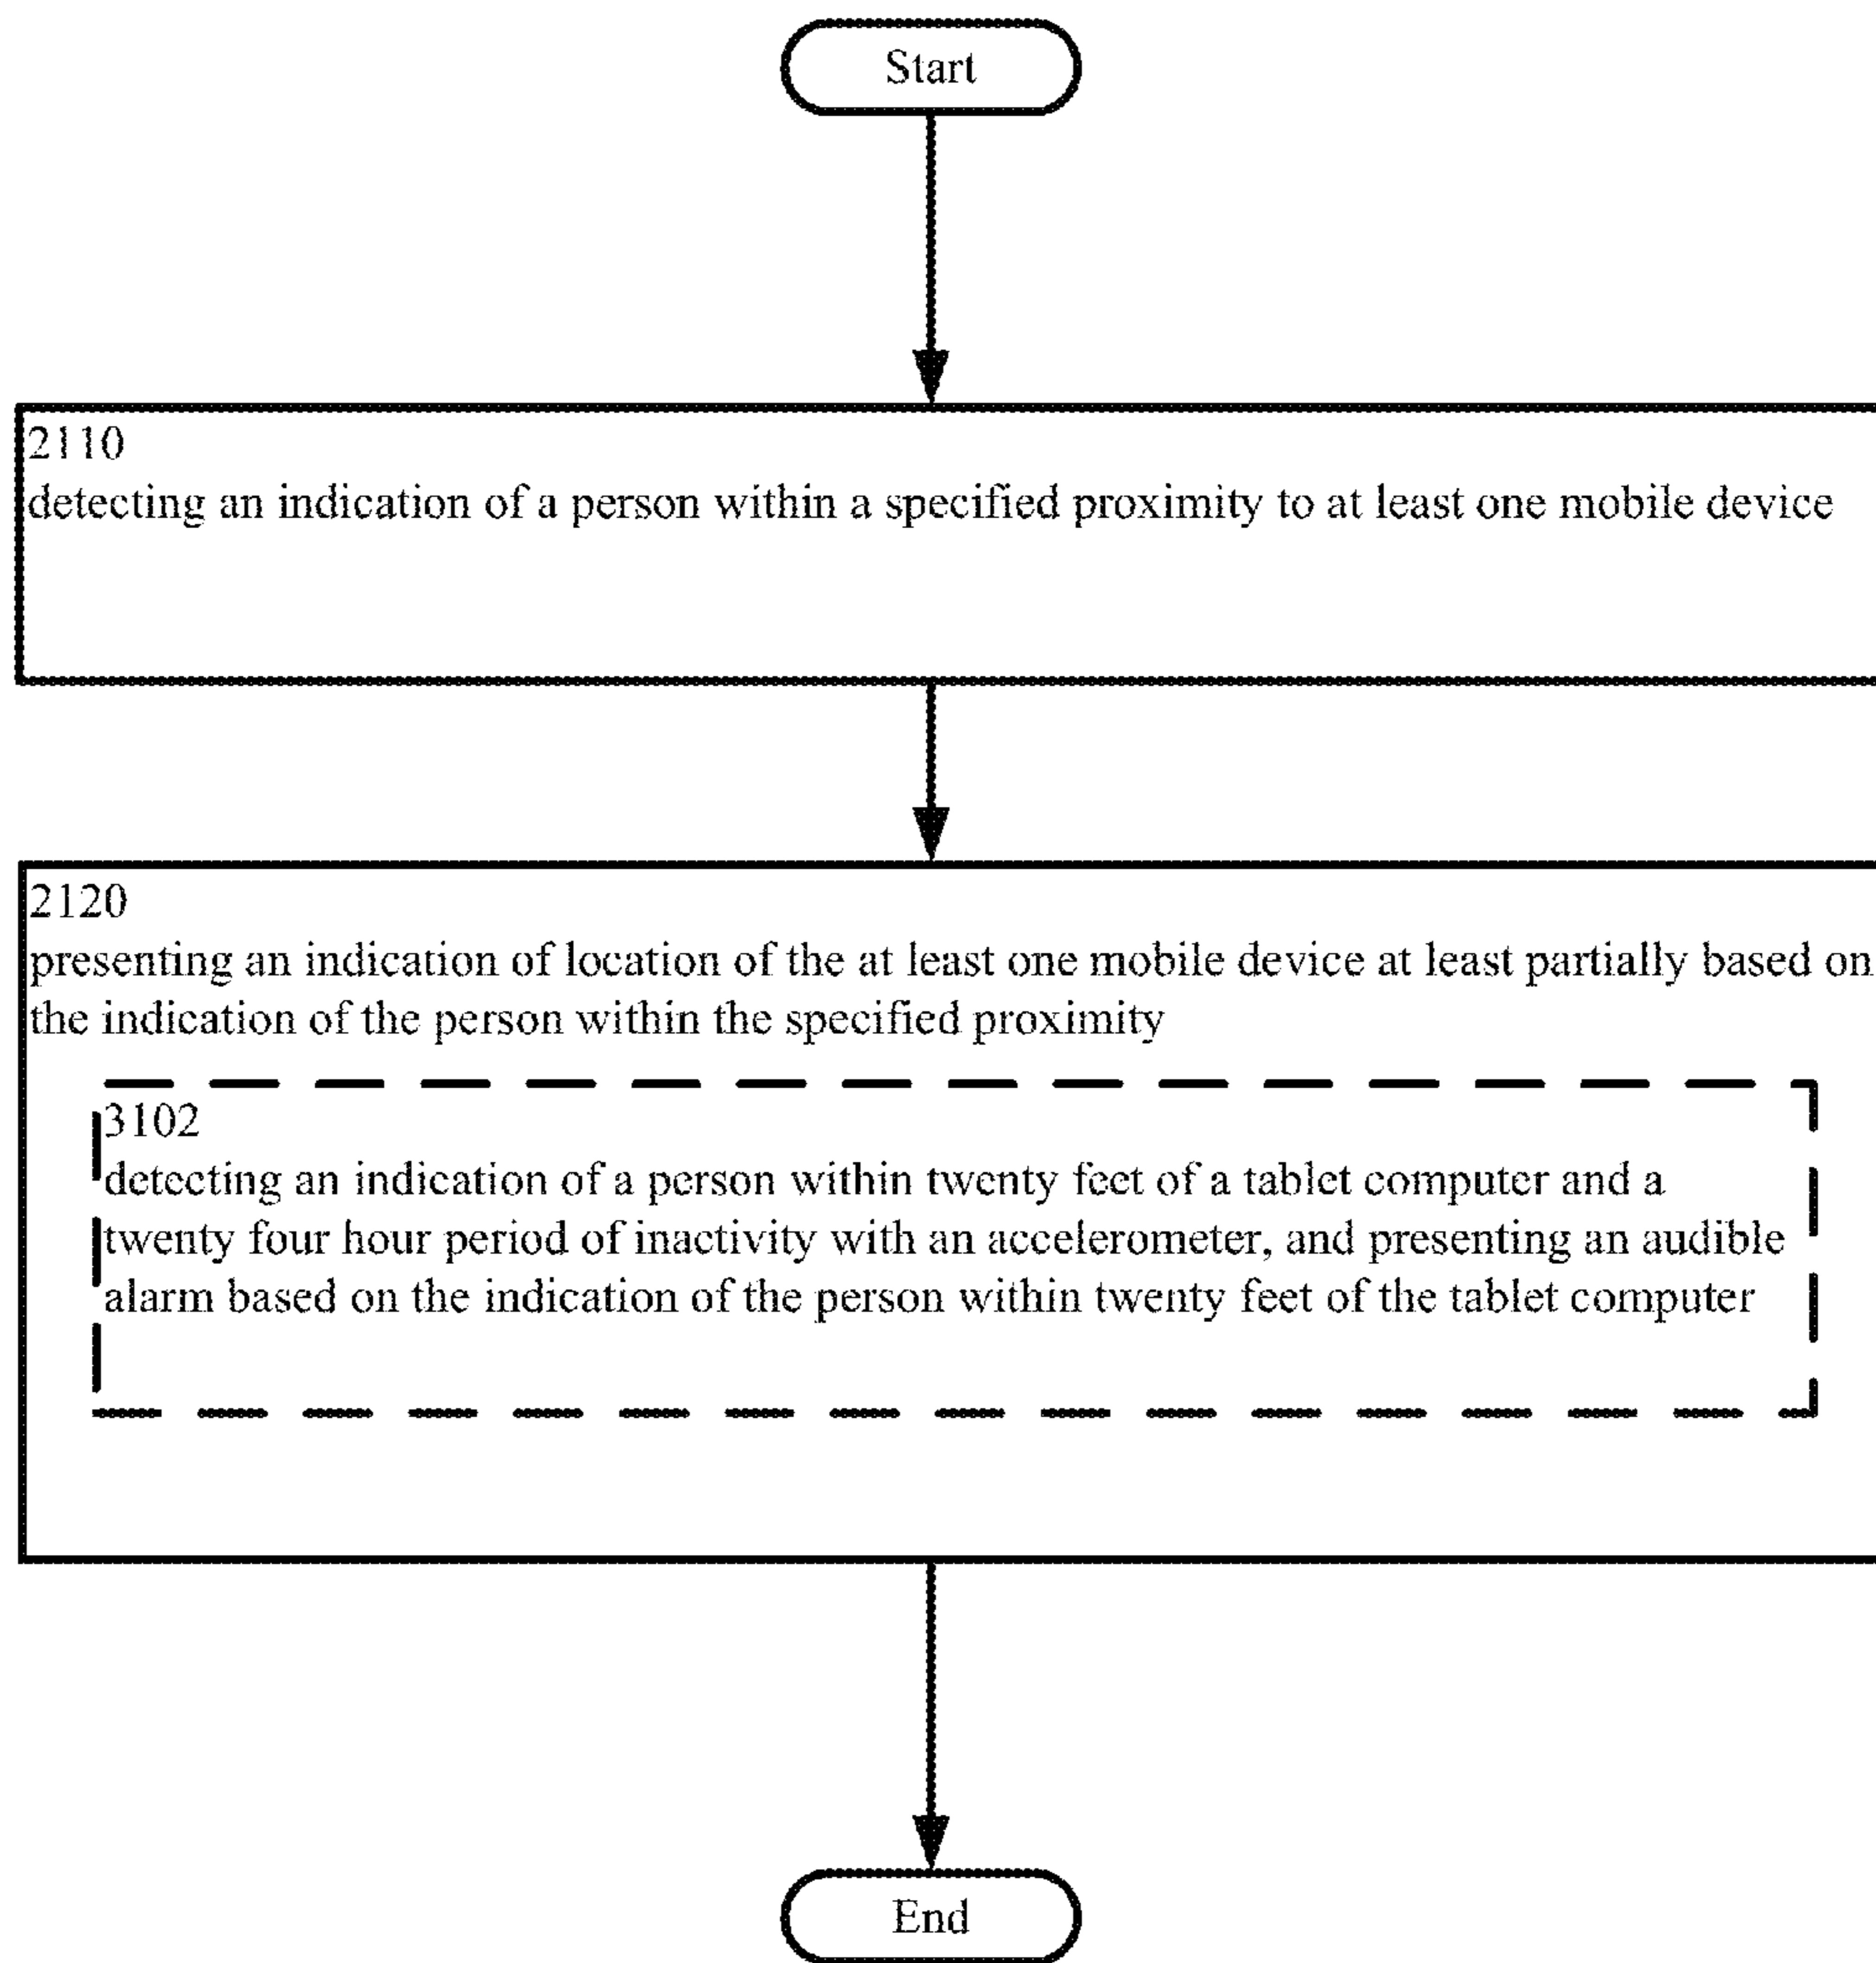 Start
2110
detecting an indication of a person within a specified proximity to at least one mobile device
2120
presenting an indication of location of the at least one mobile device at least partially based on
the indication of the person within the specified proximity
3102
detecting an indication of a person within twenty feet of a tablet computer and a
twenty four hour period of inactivity with an accelerometer, and presenting an audible
alarm based on the indication of the person within twenty feet of the tablet computer
End